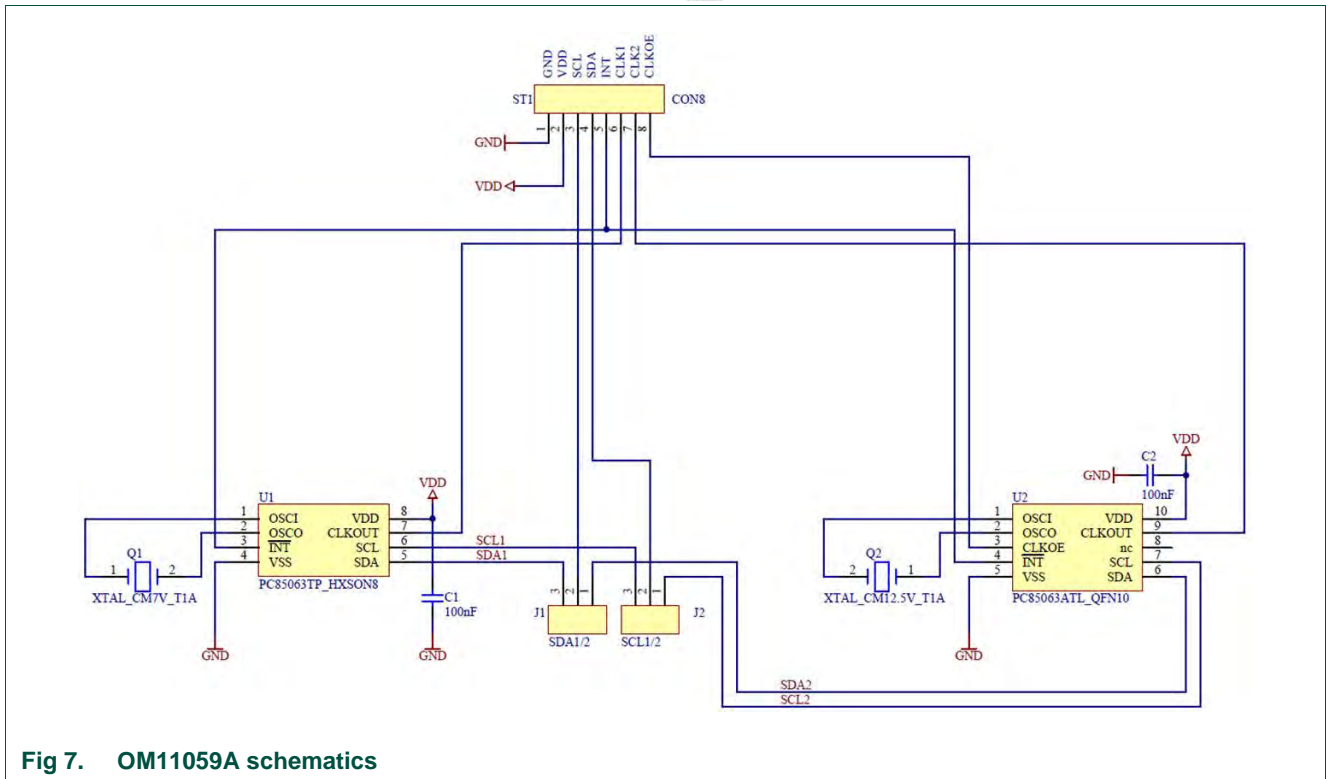 GND
VDD
SCL
SDA
INT
CLK1
CLK2
CLKOE
ST1
CON8
1
2
3
4
5
6
7
8
GND
VDD
U1
1 OSCI
2 OSCO
3 INT
4 VSS
VDD 8
CLKOUT 7
SCL 6
SDA 5
PC85063TP_HXSON8
Q1
1 2
XTAL_CM7V_T1A
GND
VDD
C1
100nF
GND
SCL1
SDA1
3
2
1
J1
SDA1/2
3
2
1
J2
SCL1/2
SDA2
SCL2
VDD
C2
GND
100nF
U2
1 OSCI
2 OSCO
3 CLKOE
4 INT
5 VSS
VDD 10
CLKOUT 9
nc 8
SCL 7
SDA 6
PC85063ATL_QFN10
Q2
2 1
XTAL_CM12.5V_T1A
GND
Fig 7. OM11059A schematics